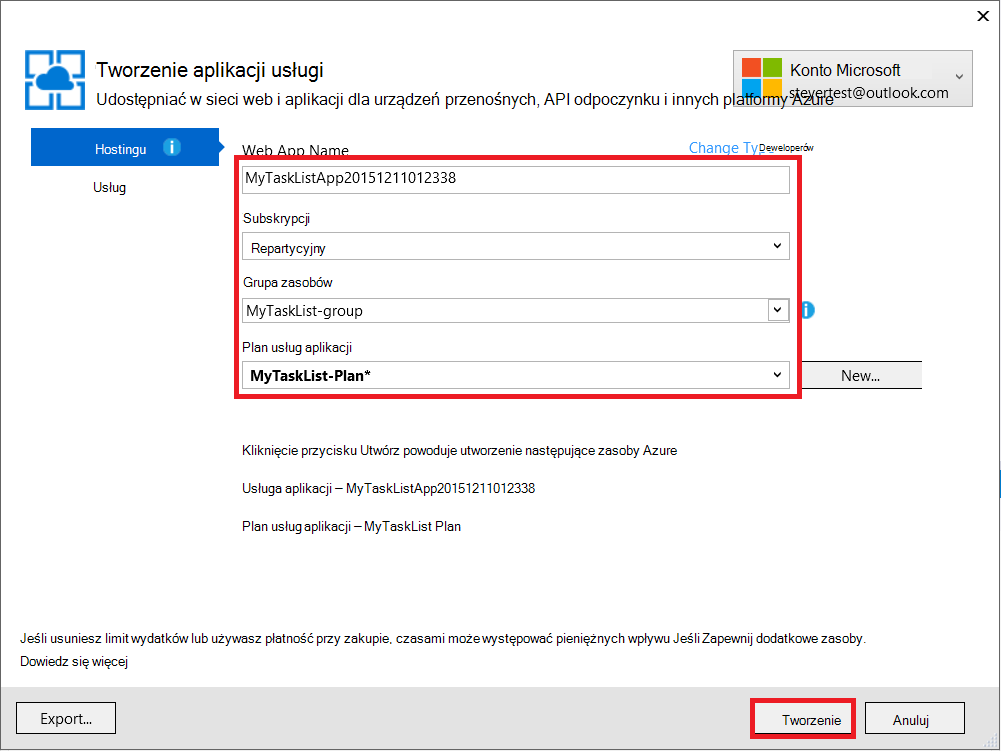 Tworzenie aplikacji usługi
Udostępniać w sieci web i aplikacji dla urządzeń przenośnych, API odpoczynku i innych platformy Azure
Konto Microsoft
stevertest@outlook.com
Hostingu
Usług
Web App Name
Change Type
Deweloperów
MyTaskListApp20151211012338
Subskrypcji
Repartycyjny
Grupa zasobów
MyTaskList-group
Plan usług aplikacji
MyTaskList-Plan*
New...
Kliknięcie przycisku Utwórz powoduje utworzenie następujące zasoby Azure
Usługa aplikacji – MyTaskListApp20151211012338
Plan usług aplikacji – MyTaskList Plan
Jeśli usuniesz limit wydatków lub używasz płatność przy zakupie, czasami może występować pieniężnych wpływu Jeśli Zapewnij dodatkowe zasoby.
Dowiedz się więcej
Export...
Tworzenie
Anuluj